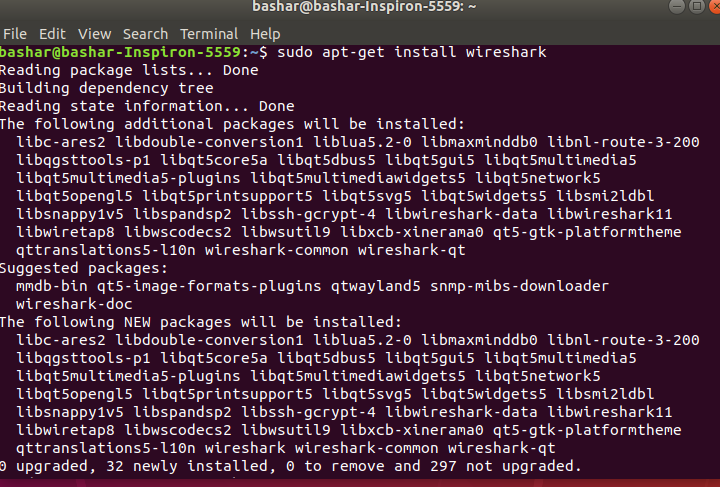 bashar@bashar-Inspiron-5559: ~
File Edit View Search Terminal Help
bashar@bashar-Inspiron-5559:~$ sudo apt-get install wireshark
Reading package lists... Done
Building dependency tree
Reading state information... Done
The following additional packages will be installed:
libc-ares2 libdouble-conversion1 liblua5.2-0 libmaxminddb0 libnl-route-3-200
libqgsttools-p1 libqt5core5a libqt5dbus5 libqt5gui5 libqt5multimedia5
libqt5multimedia5-plugins libqt5multimediawidgets5 libqt5network5
libqt5opengl5 libqt5printsupport5 libqt5svg5 libqt5widgets5 libsmi2ldbl
libsnappy1v5 libspandsp2 libssh-gcrypt-4 libwireshark-data libwireshark11
libwiretap8 libwscodecs2 libwsutil9 libxcb-xinerama0 qt5-gtk-platformtheme
qttranslations5-l10n wireshark-common wireshark-qt
Suggested packages:
mmdb-bin qt5-image-formats-plugins qtwayland5 snmp-mibs-downloader
wireshark-doc
The following NEW packages will be installed:
libc-ares2 libdouble-conversion1 liblua5.2-0 libmaxminddb0 libnl-route-3-200
libqgsttools-p1 libqt5core5a libqt5dbus5 libqt5gui5 libqt5multimedia5
libqt5multimedia5-plugins libqt5multimediawidgets5 libqt5network5
libqt5opengl5 libqt5printsupport5 libqt5svg5 libqt5widgets5 libsmi2ldbl
libsnappy1v5 libspandsp2 libssh-gcrypt-4 libwireshark-data libwireshark11
libwiretap8 libwscodecs2 libwsutil9 libxcb-xinerama0 qt5-gtk-platformtheme
qttranslations5-l10n wireshark wireshark-common wireshark-qt
0 upgraded, 32 newly installed, 0 to remove and 297 not upgraded.